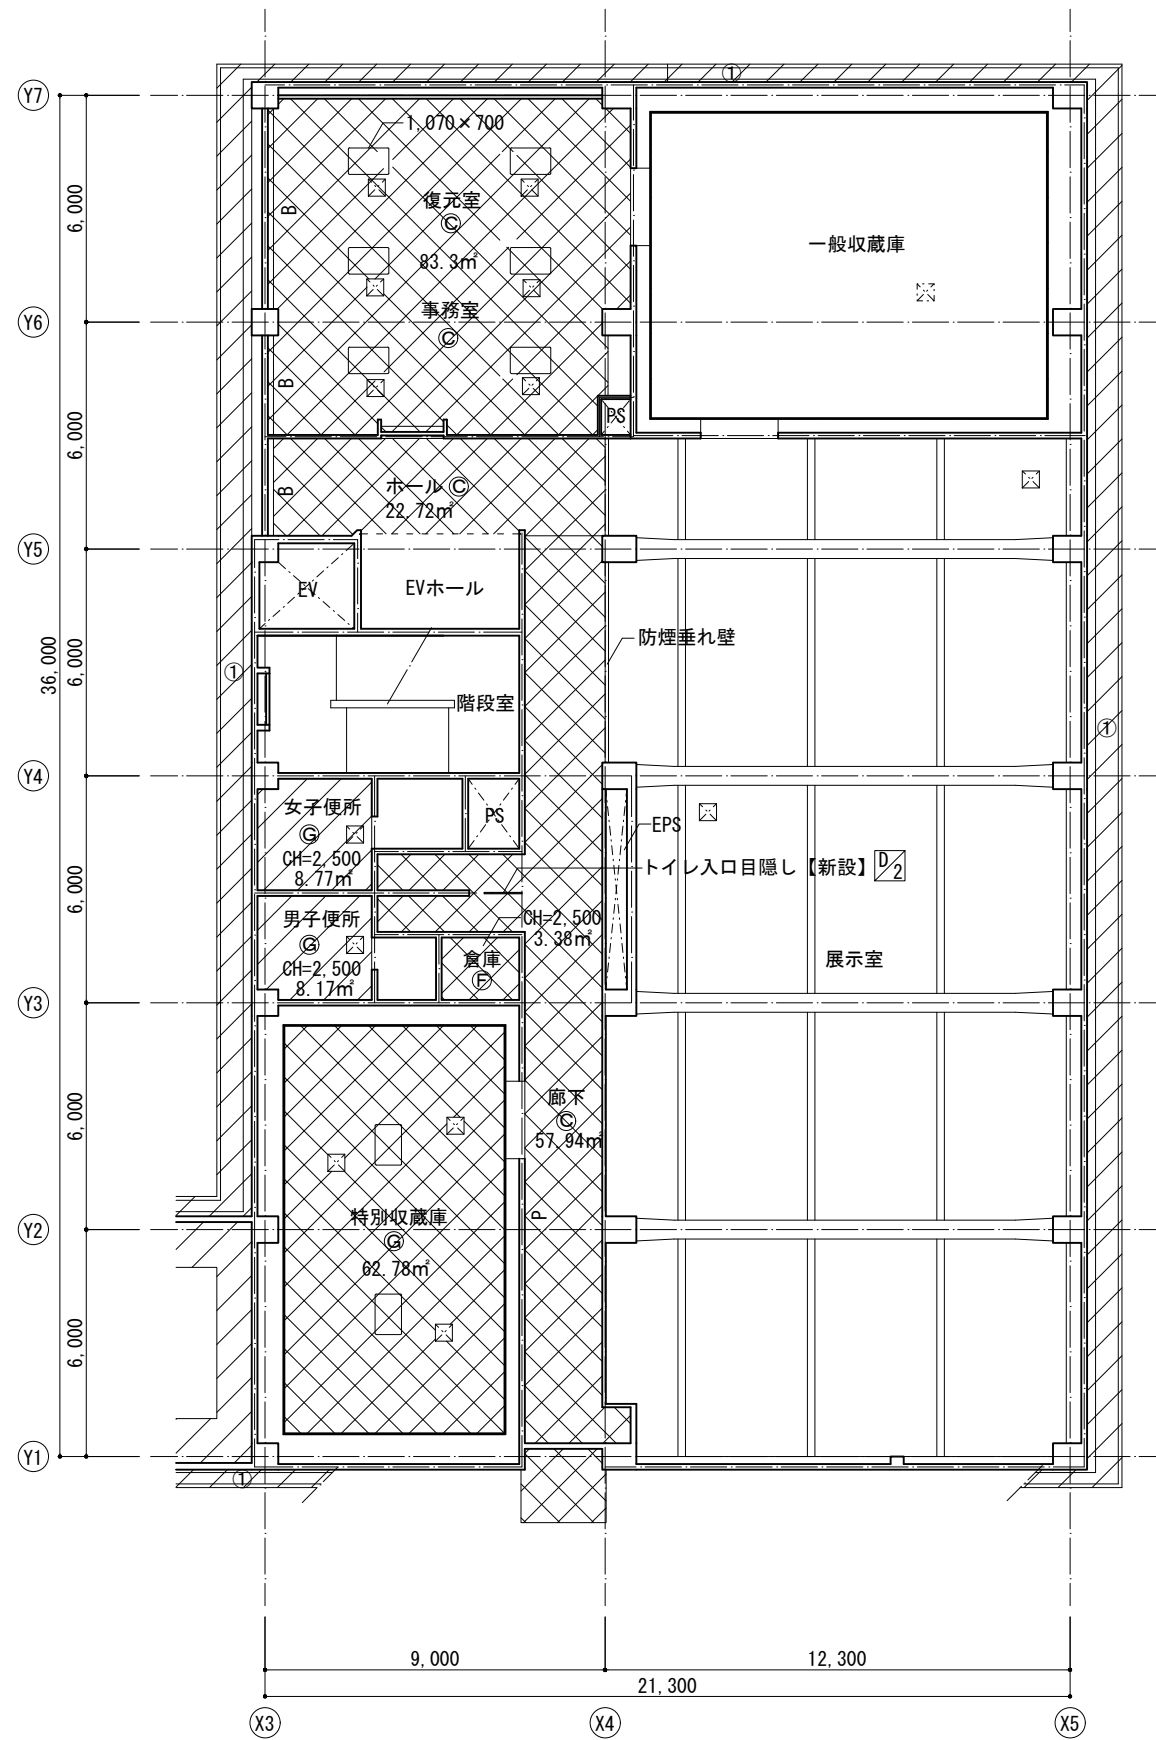 ①
Y7
1,070×700
6,000
B
復元室
Ⓒ
83.3㎡
一般収蔵庫
事務室
Ⓒ
Y6
B
6,000
PS
B
ホール Ⓒ
22.72㎡
Y5
EV
EVホール
防煙垂れ壁
36,000
6,000
①
階段室
①
Y4
女子便所
Ⓖ
CH=2,500
8.77㎡
PS
EPS
トイレ入口目隠し【新設】 D/2
6,000
男子便所
Ⓖ
CH=2,500
8.17㎡
CH=2,500
3.38㎡
倉庫
Ⓕ
展示室
Y3
廊下
Ⓒ
57.94㎡
6,000
特別収蔵庫
Ⓖ
62.78㎡
P
Y2
6,000
Y1
①
9,000
12,300
21,300
X3
X4
X5